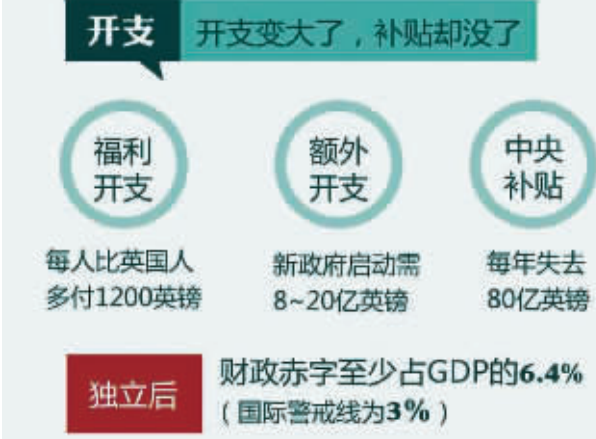 开支 开支变大了，补贴却没了
福利
开支
额外
开支
中央
补贴
每人比英国人
多付1200英镑
新政府启动需
8~20亿英镑
每年失去
80亿英镑
独立后
财政赤字至少占GDP的6.4%
（国际警戒线为3%）